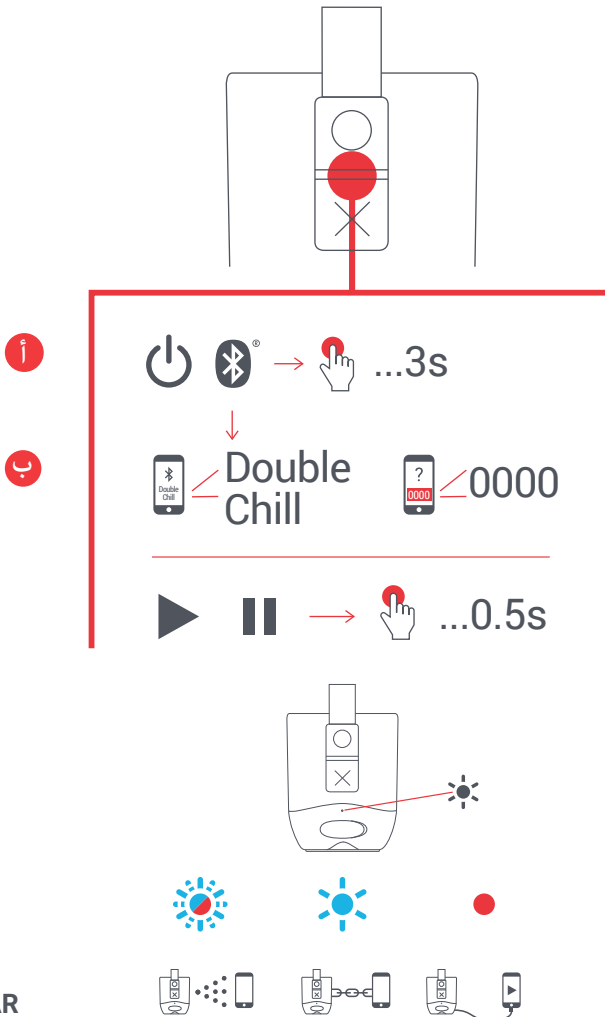 أ
...3s
®
ب
Double
Chill
Double
Chill
?
0000
0000
...0.5s
AR